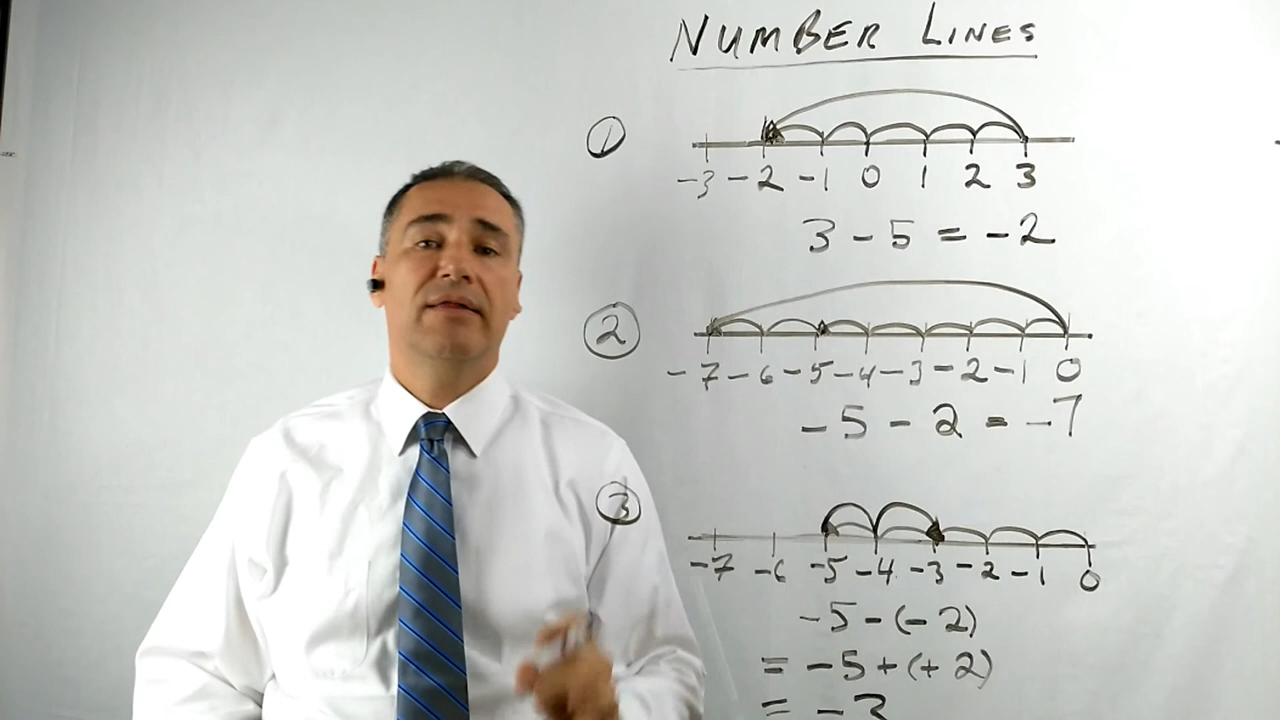 NUMBER LINES
①
-3 -2 -1 0 1 2 3
3 - 5 = -2
②
-7 -6 -5 -4 -3 -2 -1 0
-5 - 2 = -7
③
-7 -6 -5 -4 -3 -2 -1 0
-5 - (-2)
= -5 + (+2)
= -3